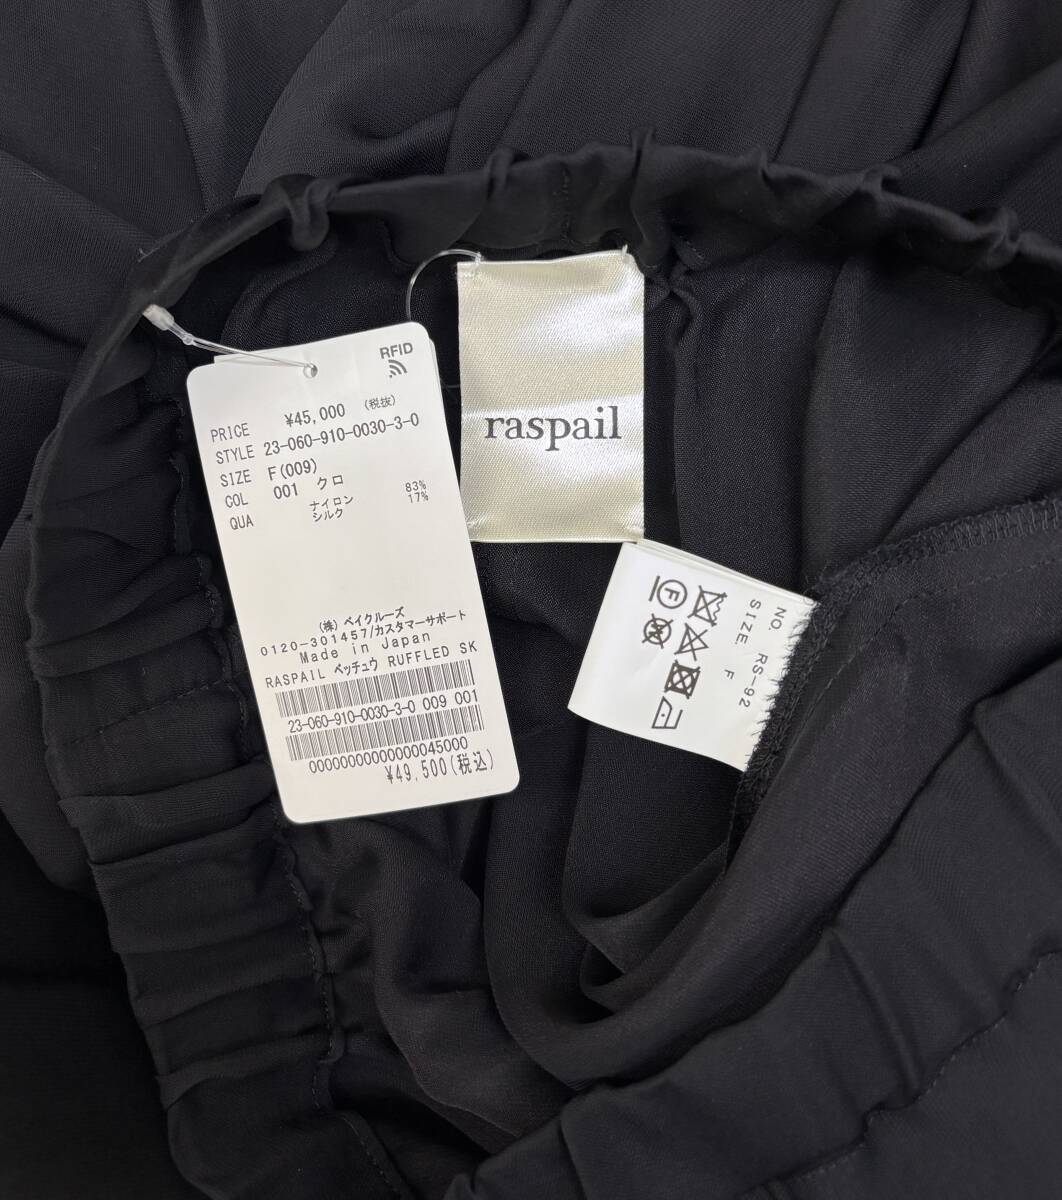 RFID
PRICE ¥45,000 (税抜)
STYLE 23-060-910-0030-3-0
SIZE F(009)
COL 001 クロ
QUA ナイロン 83%
シルク 17%
(株) ベイクルーズ
0120-301457/カスタマーサポート
Made in Japan
RASPAIL ベッチュウ RUFFLED SK
23-060-910-0030-3-0 009 001
0000000000000045000
¥49,500(税込)
raspail
NO. RS-92
SIZE. F
F